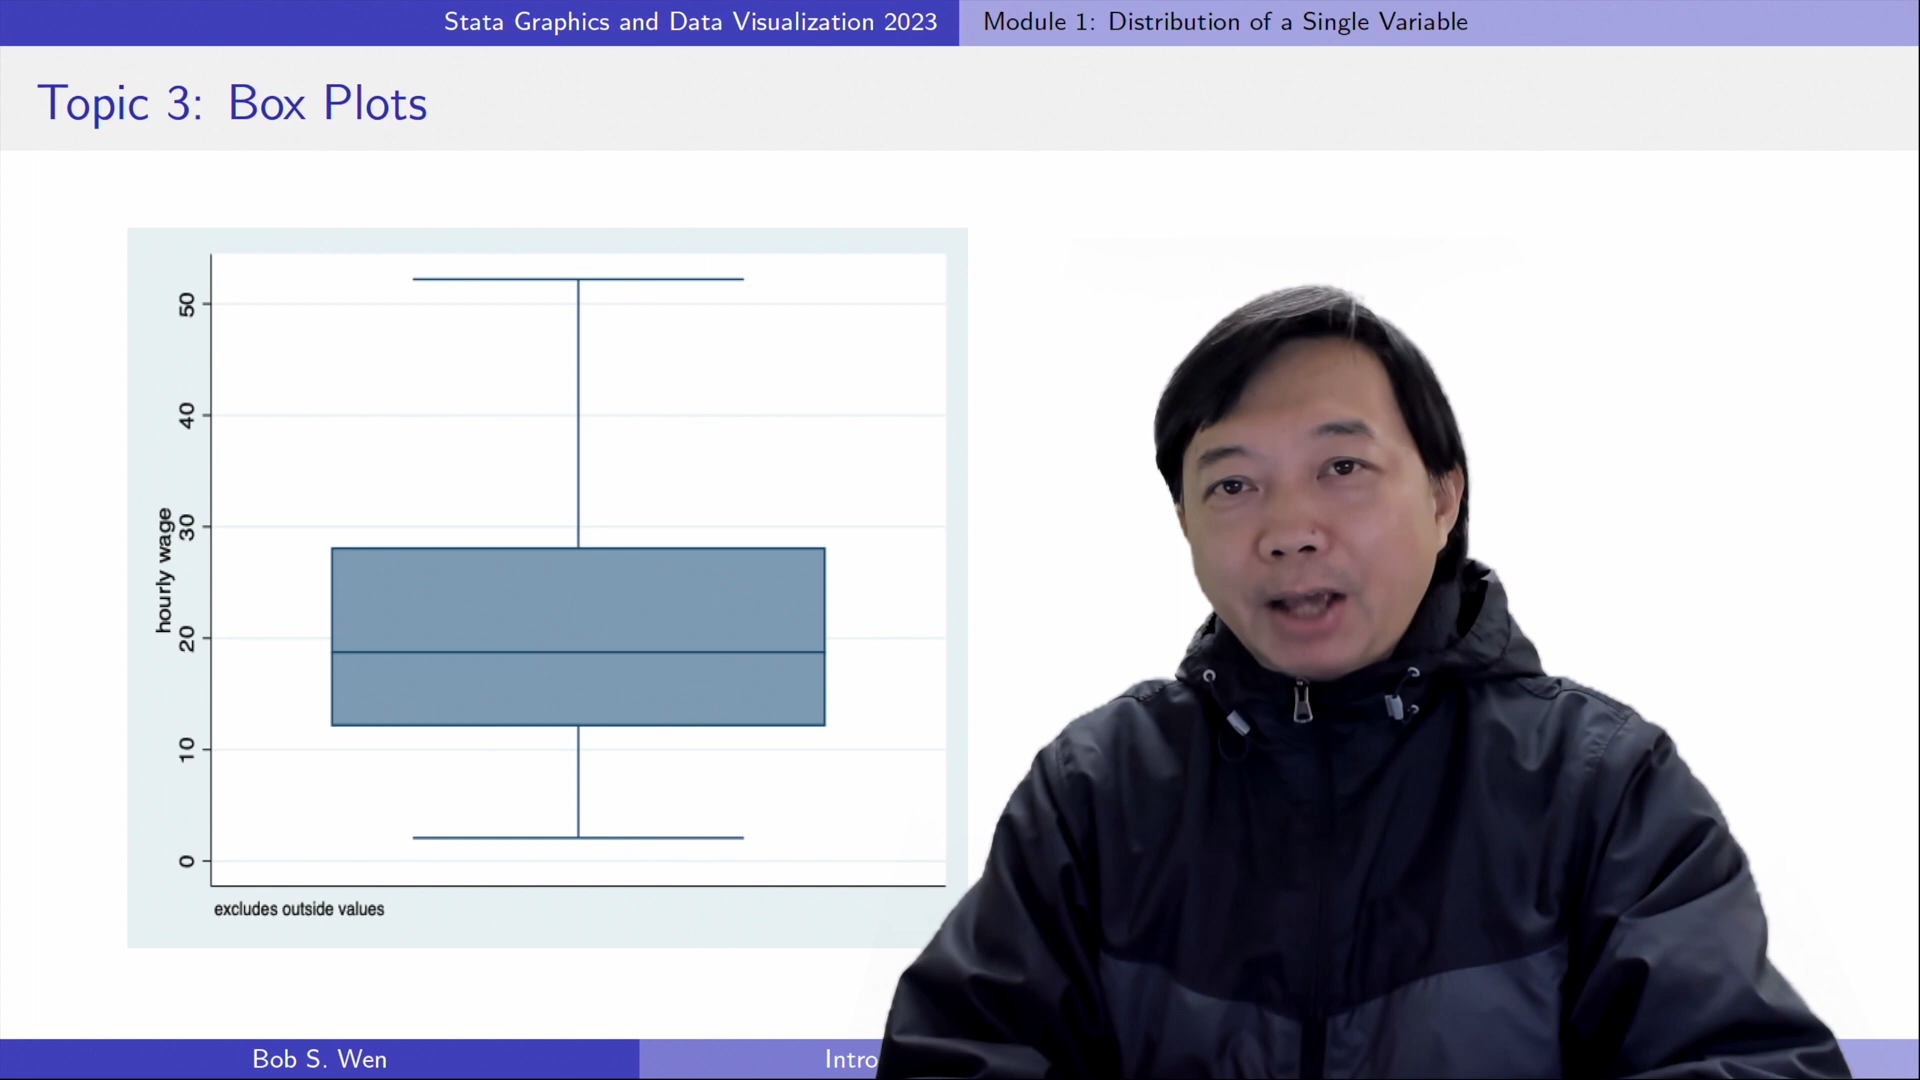 Stata Graphics and Data Visualization 2023
Module 1: Distribution of a Single Variable
Topic 3: Box Plots
50
40
30
20
10
0
hourly wage
excludes outside values
Bob S. Wen
Intro